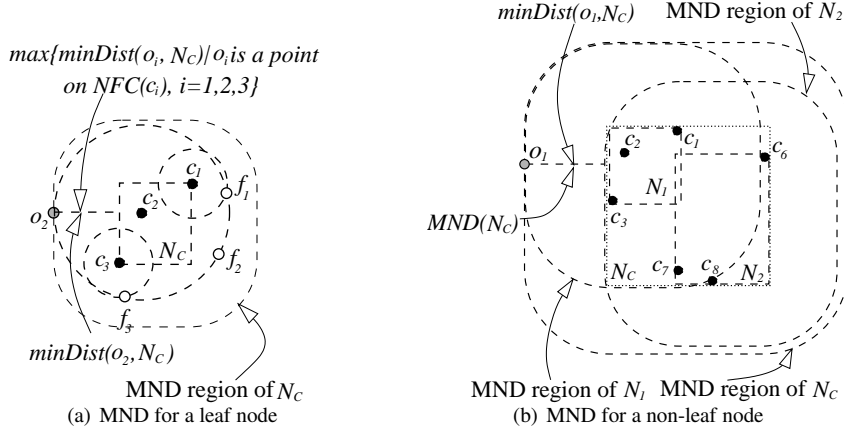 max{minDist(oi, NC)|oi is a point
on NFC(ci), i=1,2,3}
c1
c2
f1
o2
c3
NC
f2
f3
minDist(o2,NC)
MND region of NC
(a) MND for a leaf node
minDist(o1,NC)
MND region of N2
c1
c2
c6
o1
N1
c3
MND(NC)
c7
c8
NC
N2
MND region of N1
MND region of NC
(b) MND for a non-leaf node